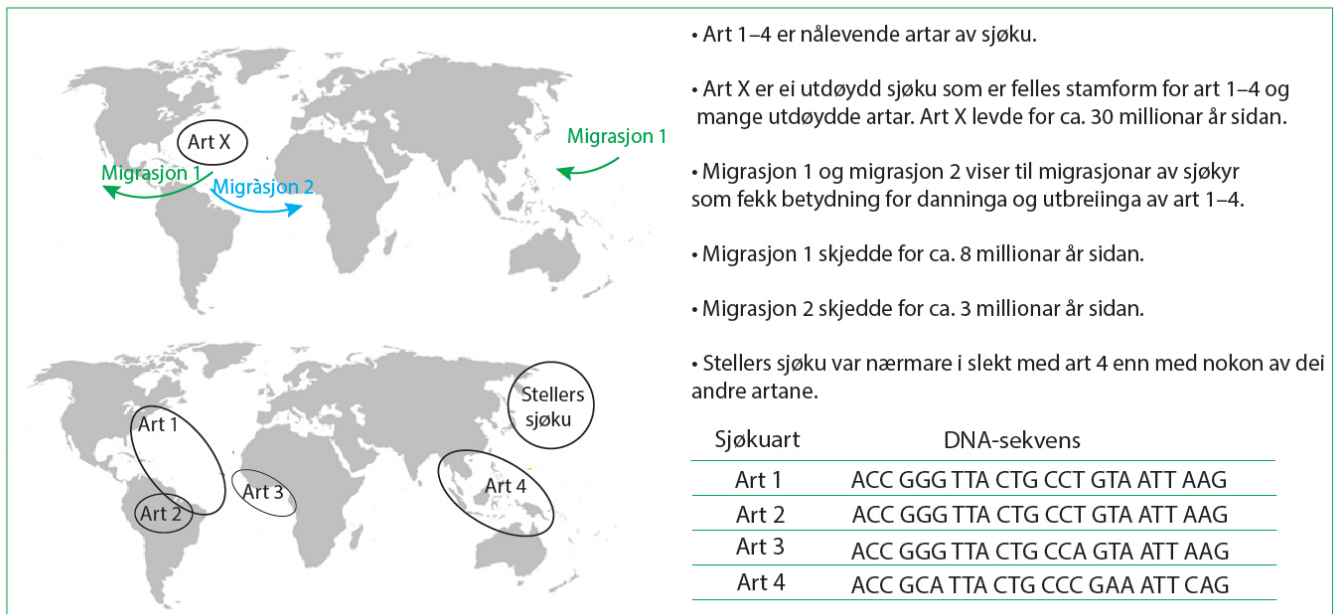 Art X
Migrasjon 1
Migrasjon 1
Migràsjon 2
Art 1
Art 2
Art 3
Art 4
Stellers
sjøku
• Art 1–4 er nålevende artar av sjøku.
• Art X er ei utdøydd sjøku som er felles stamform for art 1–4 og
mange utdøydde artar. Art X levde for ca. 30 millionar år sidan.
• Migrasjon 1 og migrasjon 2 viser til migrasjonar av sjøkyr
som fekk betydning for danninga og utbreiinga av art 1–4.
• Migrasjon 1 skjedde for ca. 8 millionar år sidan.
• Migrasjon 2 skjedde for ca. 3 millionar år sidan.
• Stellers sjøku var nærmare i slekt med art 4 enn med nokon av dei
andre artane.
Sjøkuart DNA-sekvens
Art 1 ACC GGG TTA CTG CCT GTA ATT AAG
Art 2 ACC GGG TTA CTG CCT GTA ATT AAG
Art 3 ACC GGG TTA CTG CCA GTA ATT AAG
Art 4 ACC GCA TTA CTG CCC GAA ATT CAG